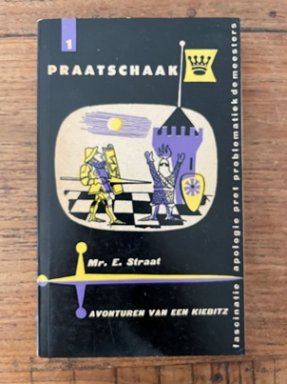 1
PRAATSCHAAK
Mr. E. Straat
AVONTUREN VAN EEN KIEBITZ
fascinatie apologie pret problematiek de meesters